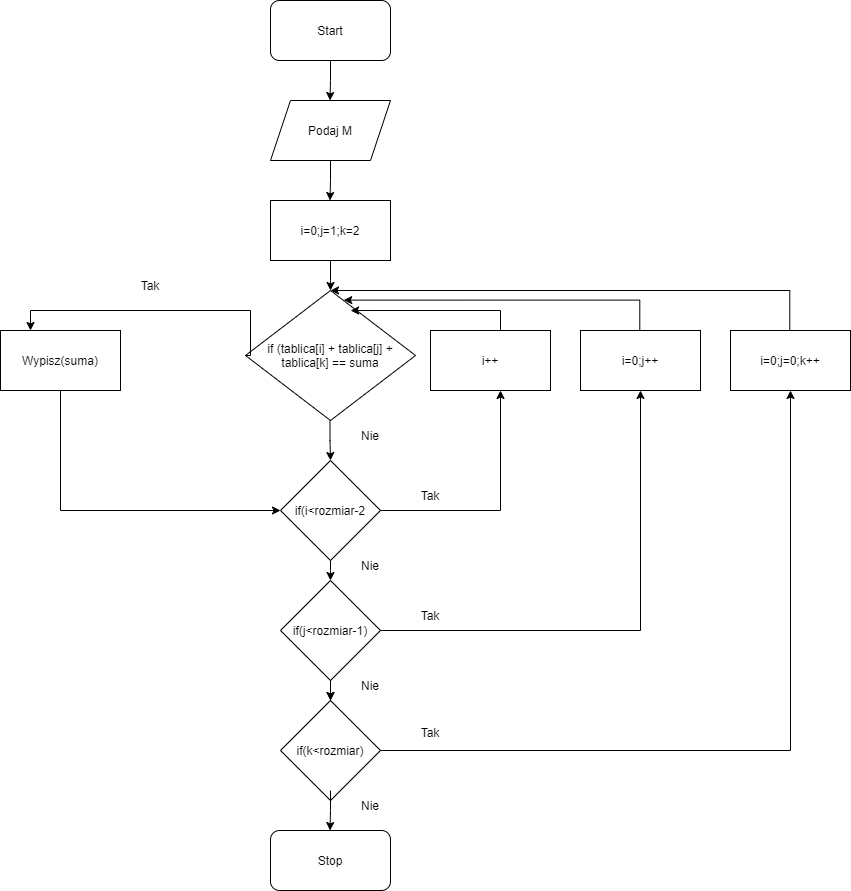 Start
Podaj M
i=0;j=1;k=2
Tak
if (tablica[i] + tablica[j] +
tablica[k] == suma
Wypisz(suma)
i++
i=0;j++
i=0;j=0;k++
Nie
Tak
if(i<rozmiar-2
Nie
Tak
if(j<rozmiar-1)
Nie
Tak
if(k<rozmiar)
Nie
Stop